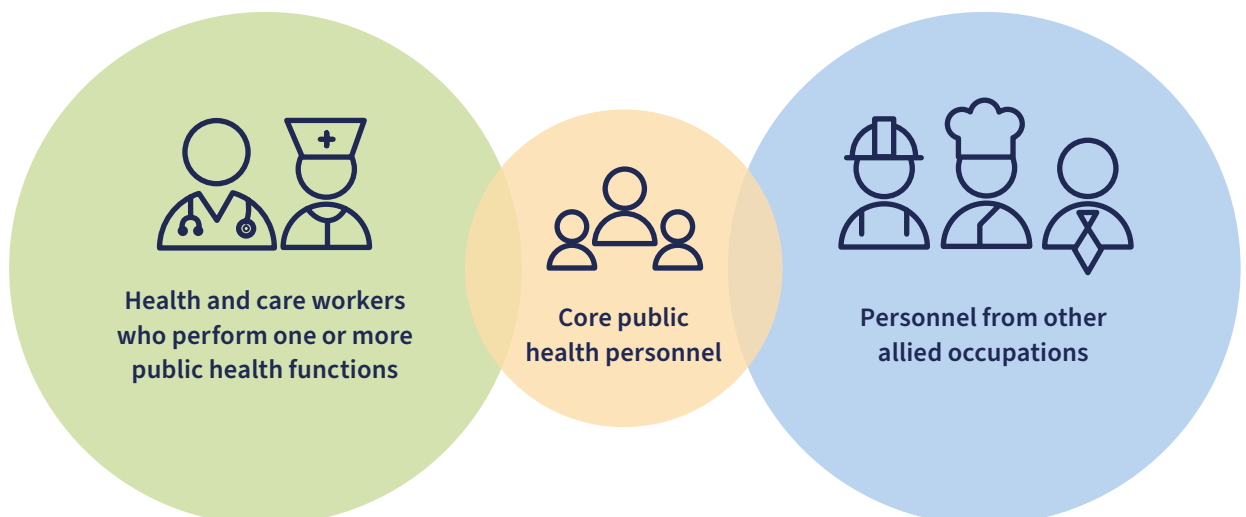 Health and care workers
who perform one or more
public health functions
Core public
health personnel
Personnel from other
allied occupations